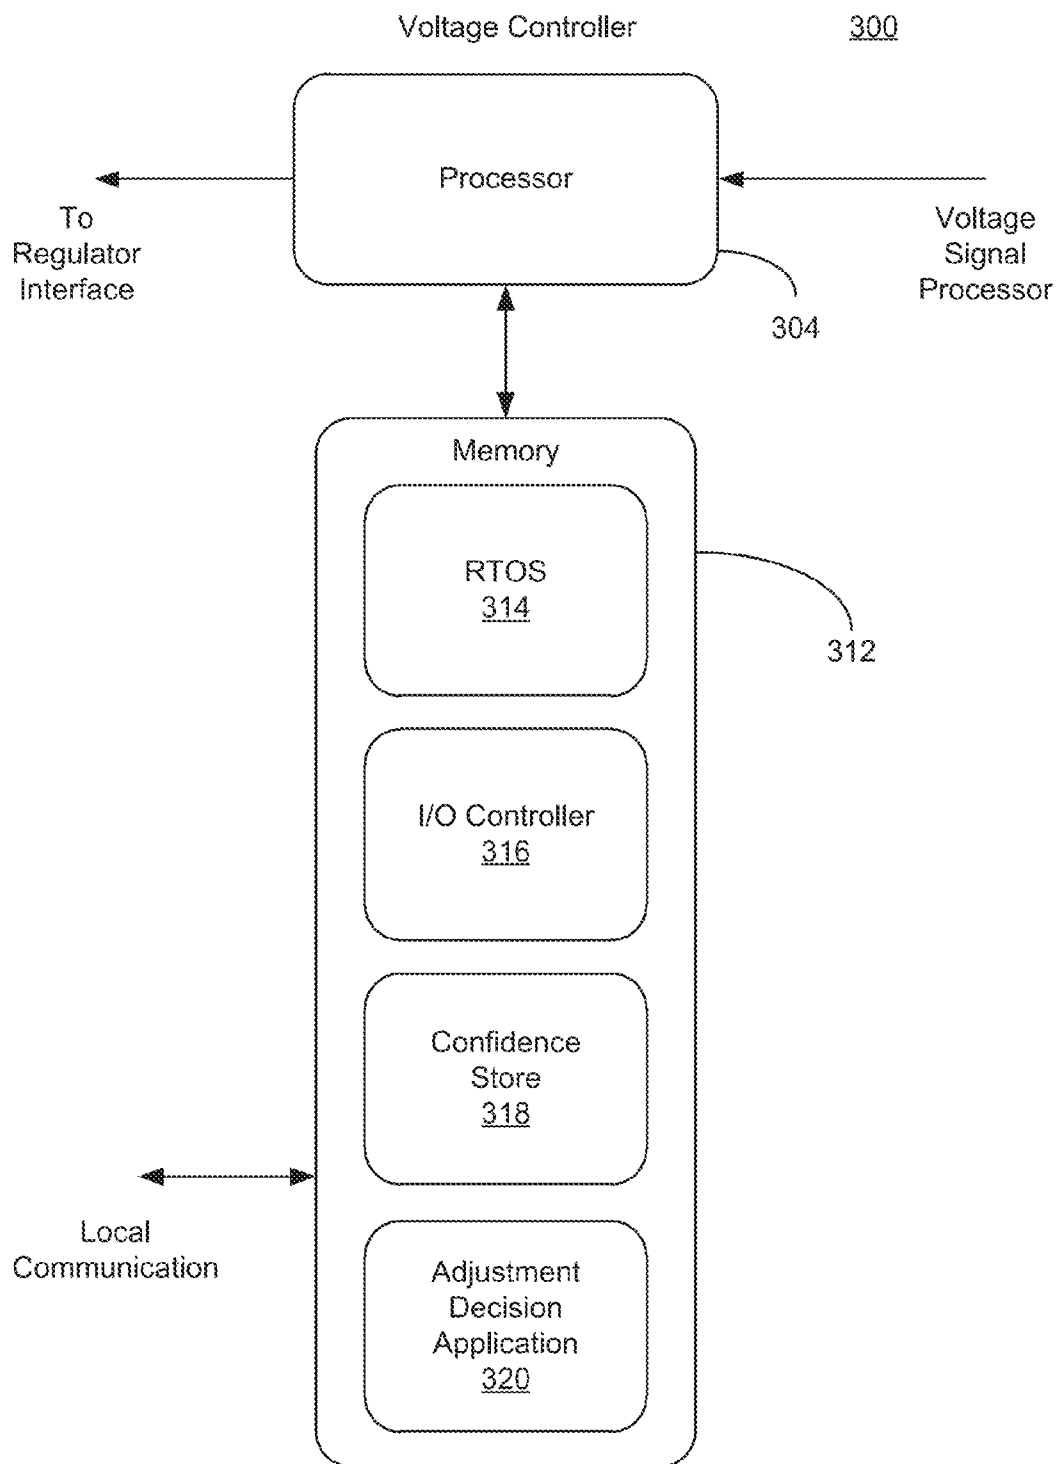 Voltage Controller 300
Processor
To
Regulator
Interface
Voltage
Signal
Processor
304
Memory
RTOS
314
312
I/O Controller
316
Confidence
Store
318
Local
Communication
Adjustment
Decision
Application
320